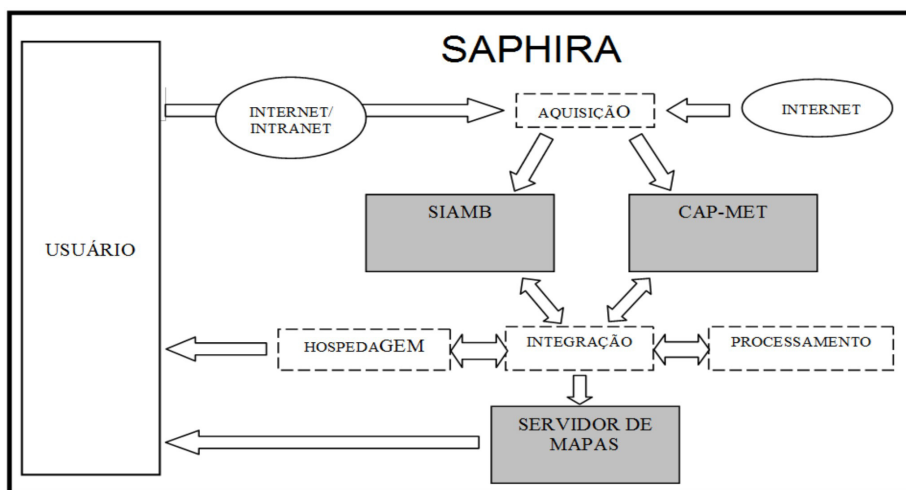 SAPHIRA
INTERNET/
INTRANET
AQUISIÇÃO
INTERNET
SIAMB
CAP-MET
USUÁRIO
HOSPEDAGEM
INTEGRAÇÃO
PROCESSAMENTO
SERVIDOR DE
MAPAS